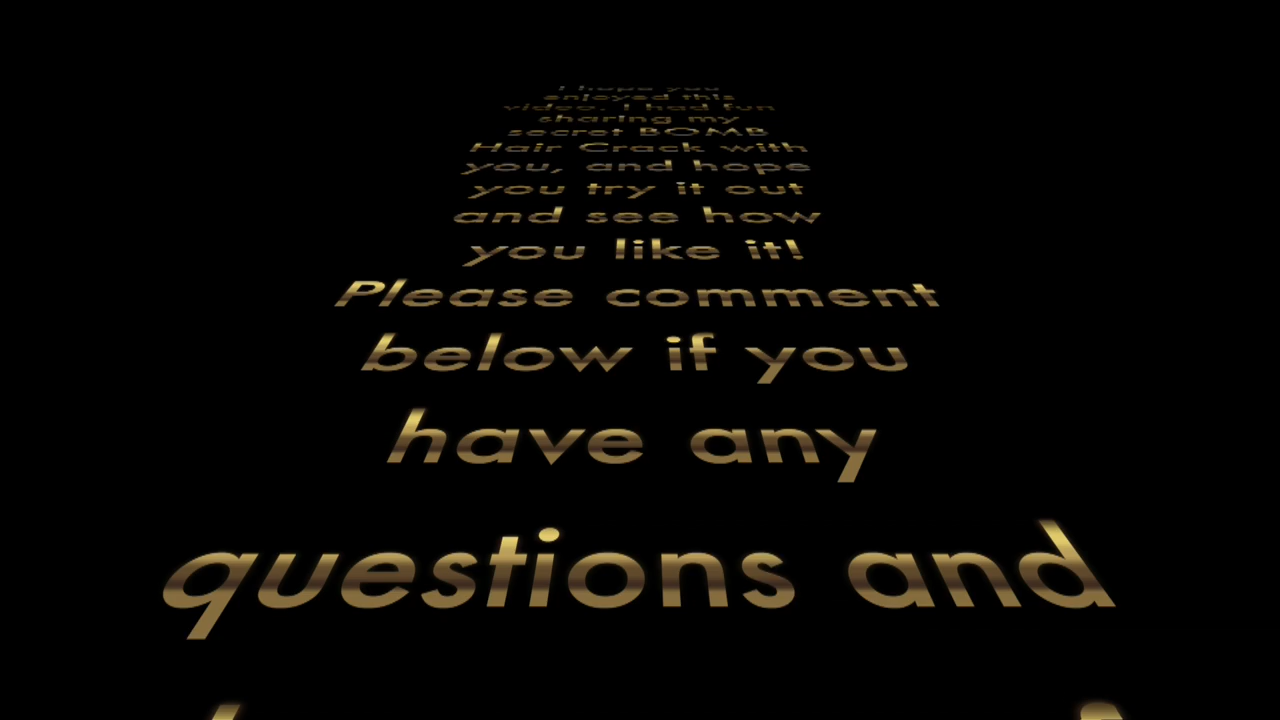 I hope you
enjoyed this
video. I had fun
sharing my
secret BOMB
Hair Crack with
you, and hope
you try it out
and see how
you like it!
Please comment
below if you
have any
questions and